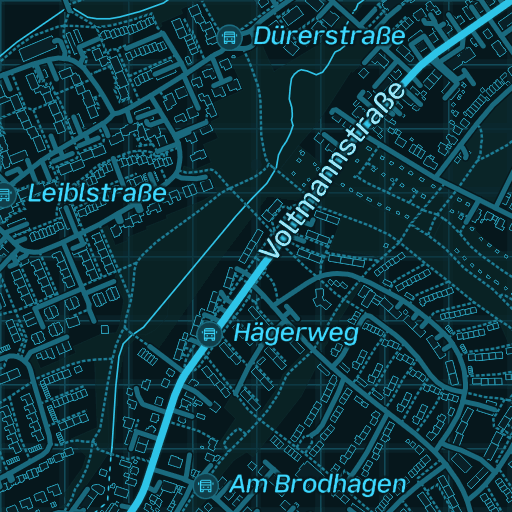 Dürerstraße
Voltmannstraße
Leiblstraße
Hägerweg
Am Brodhagen